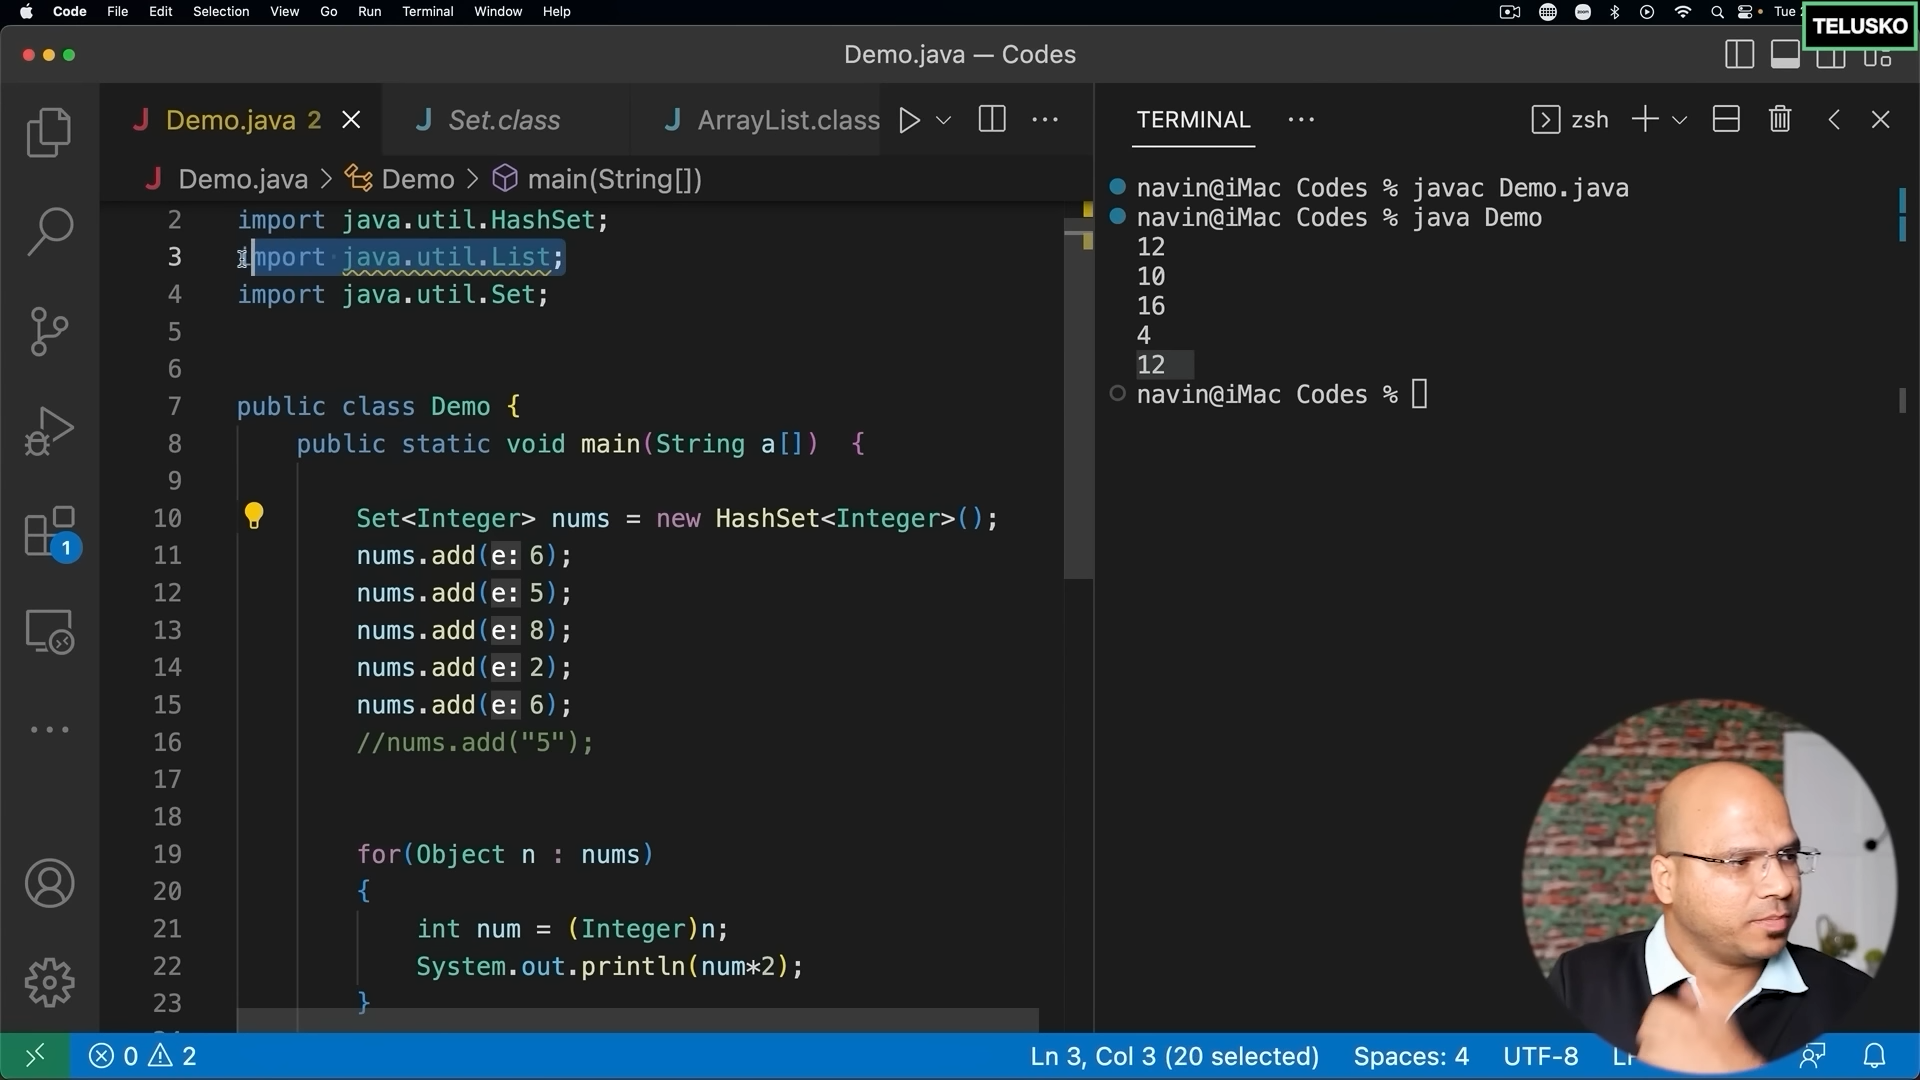 Code File Edit Selection View Go Run Terminal Window Help
zoom
Tue
TELUSKO
Demo.java — Codes
Demo.java 2
Set.class
ArrayList.class
Demo.java > Demo > main(String[])
2 import java.util.HashSet;
3 import java.util.List;
4 import java.util.Set;
5
6
7 public class Demo {
8 public static void main(String a[]) {
9
10 Set<Integer> nums = new HashSet<Integer>();
11 nums.add(e: 6);
12 nums.add(e: 5);
13 nums.add(e: 8);
14 nums.add(e: 2);
15 nums.add(e: 6);
16 //nums.add("5");
17
18
19 for(Object n : nums)
20 {
21 int num = (Integer)n;
22 System.out.println(num*2);
23 }
1
TERMINAL
zsh
navin@iMac Codes % javac Demo.java
navin@iMac Codes % java Demo
12
10
16
4
12
navin@iMac Codes %
0 2
Ln 3, Col 3 (20 selected) Spaces: 4 UTF-8